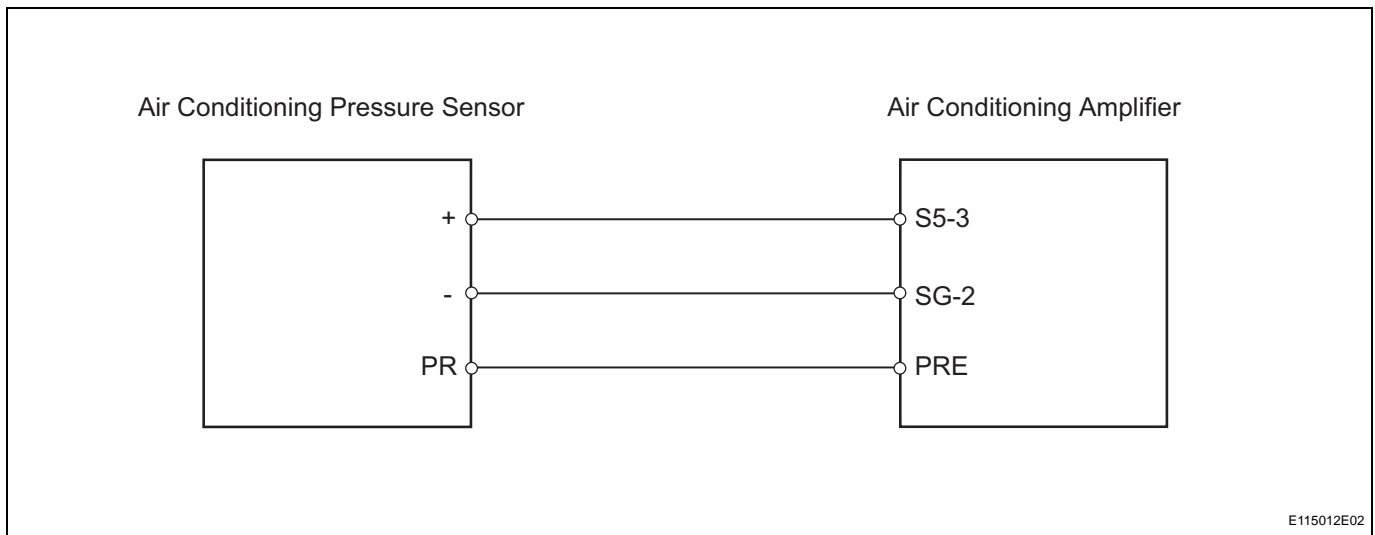 Air Conditioning Pressure Sensor
Air Conditioning Amplifier
+
S5-3
-
SG-2
PR
PRE
E115012E02